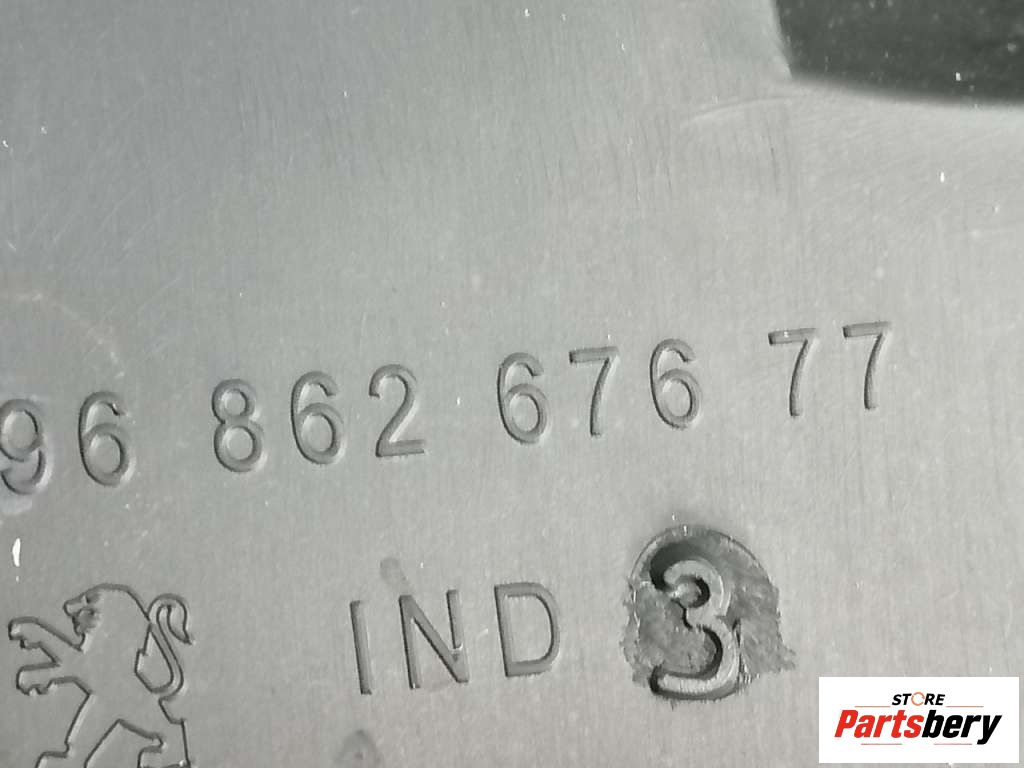 96 862 676 77
IND 3
STORE
Partsbery